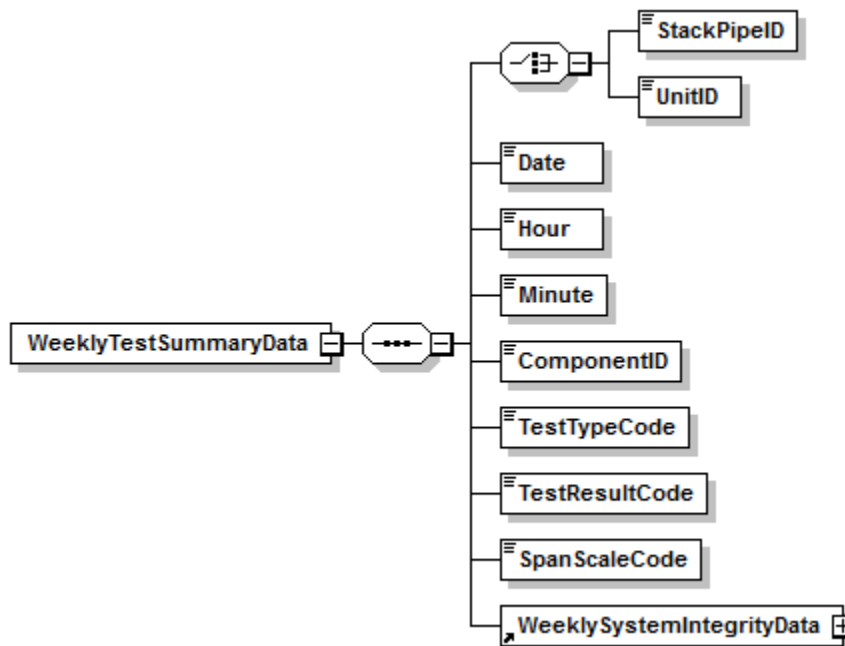 StackPipeID
UnitID
Date
Hour
Minute
WeeklyTestSummaryData
ComponentID
TestTypeCode
TestResultCode
SpanScaleCode
WeeklySystemIntegrityData